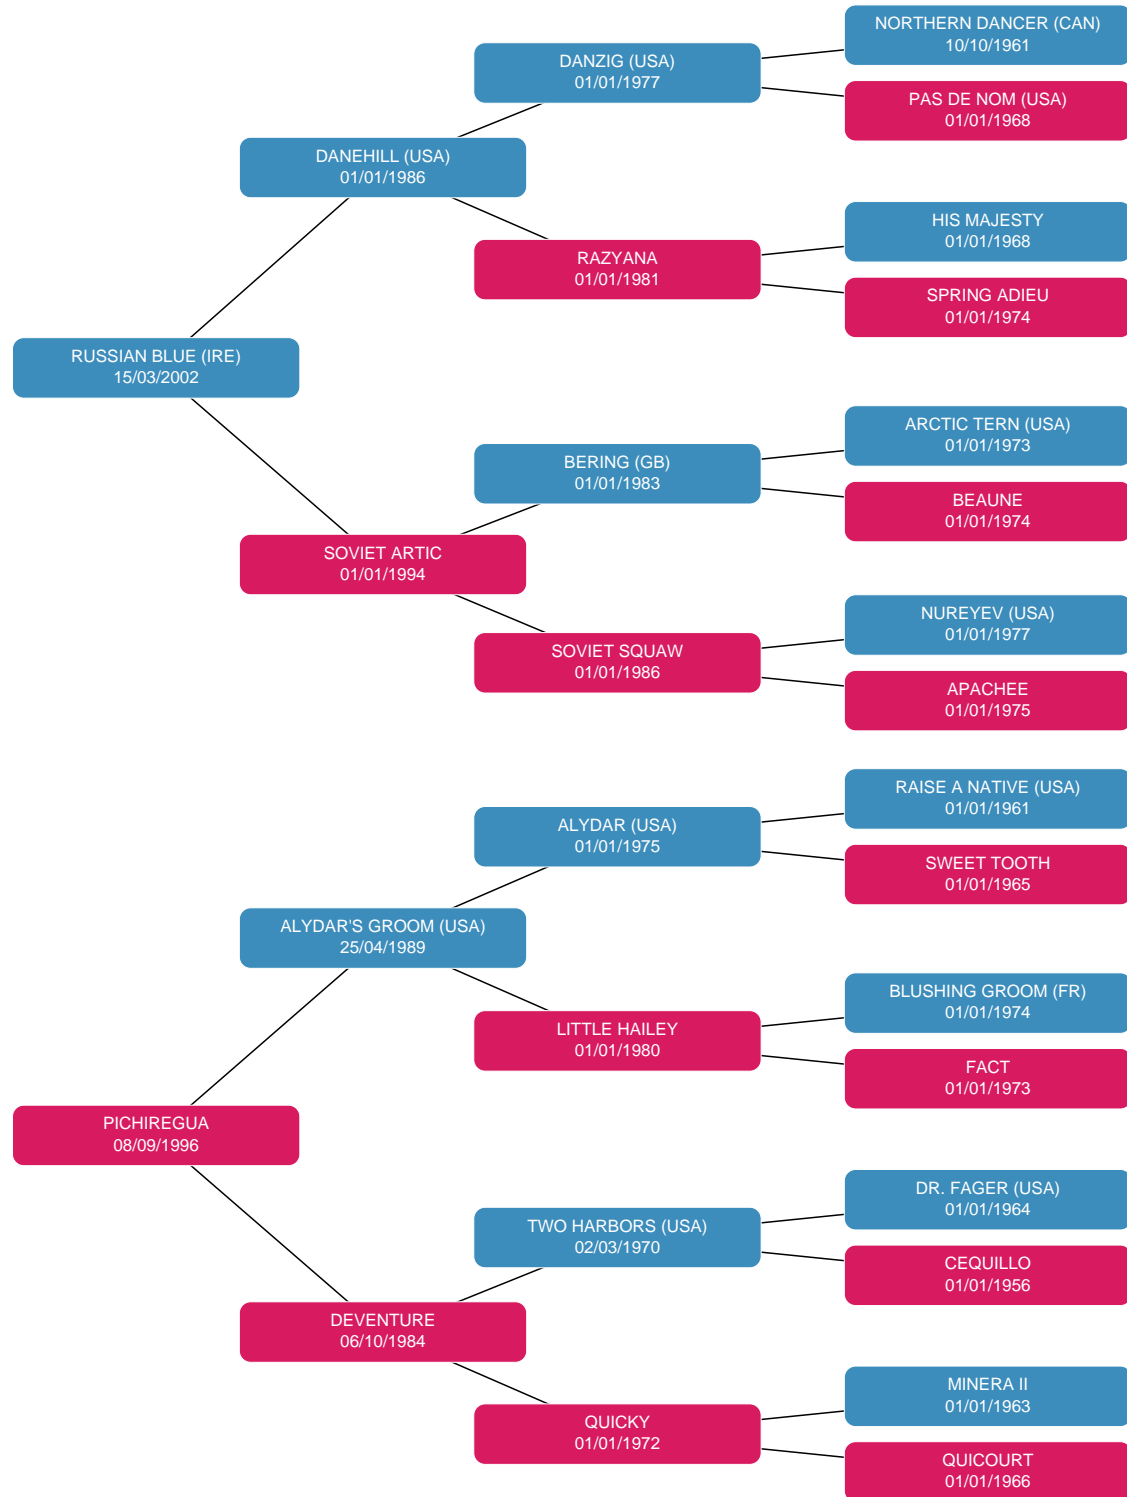 NORTHERN DANCER (CAN)
10/10/1961
DANZIG (USA)
01/01/1977
PAS DE NOM (USA)
01/01/1968
DANEHILL (USA)
01/01/1986
HIS MAJESTY
01/01/1968
RAZYANA
01/01/1981
SPRING ADIEU
01/01/1974
RUSSIAN BLUE (IRE)
15/03/2002
ARCTIC TERN (USA)
01/01/1973
BERING (GB)
01/01/1983
BEAUNE
01/01/1974
SOVIET ARTIC
01/01/1994
NUREYEV (USA)
01/01/1977
SOVIET SQUAW
01/01/1986
APACHEE
01/01/1975
RAISE A NATIVE (USA)
01/01/1961
ALYDAR (USA)
01/01/1975
SWEET TOOTH
01/01/1965
ALYDAR'S GROOM (USA)
25/04/1989
BLUSHING GROOM (FR)
01/01/1974
LITTLE HAILEY
01/01/1980
FACT
01/01/1973
PICHIREGUA
08/09/1996
DR. FAGER (USA)
01/01/1964
TWO HARBORS (USA)
02/03/1970
CEQUILLO
01/01/1956
DEVENTURE
06/10/1984
MINERA II
01/01/1963
QUICKY
01/01/1972
QUICOURT
01/01/1966